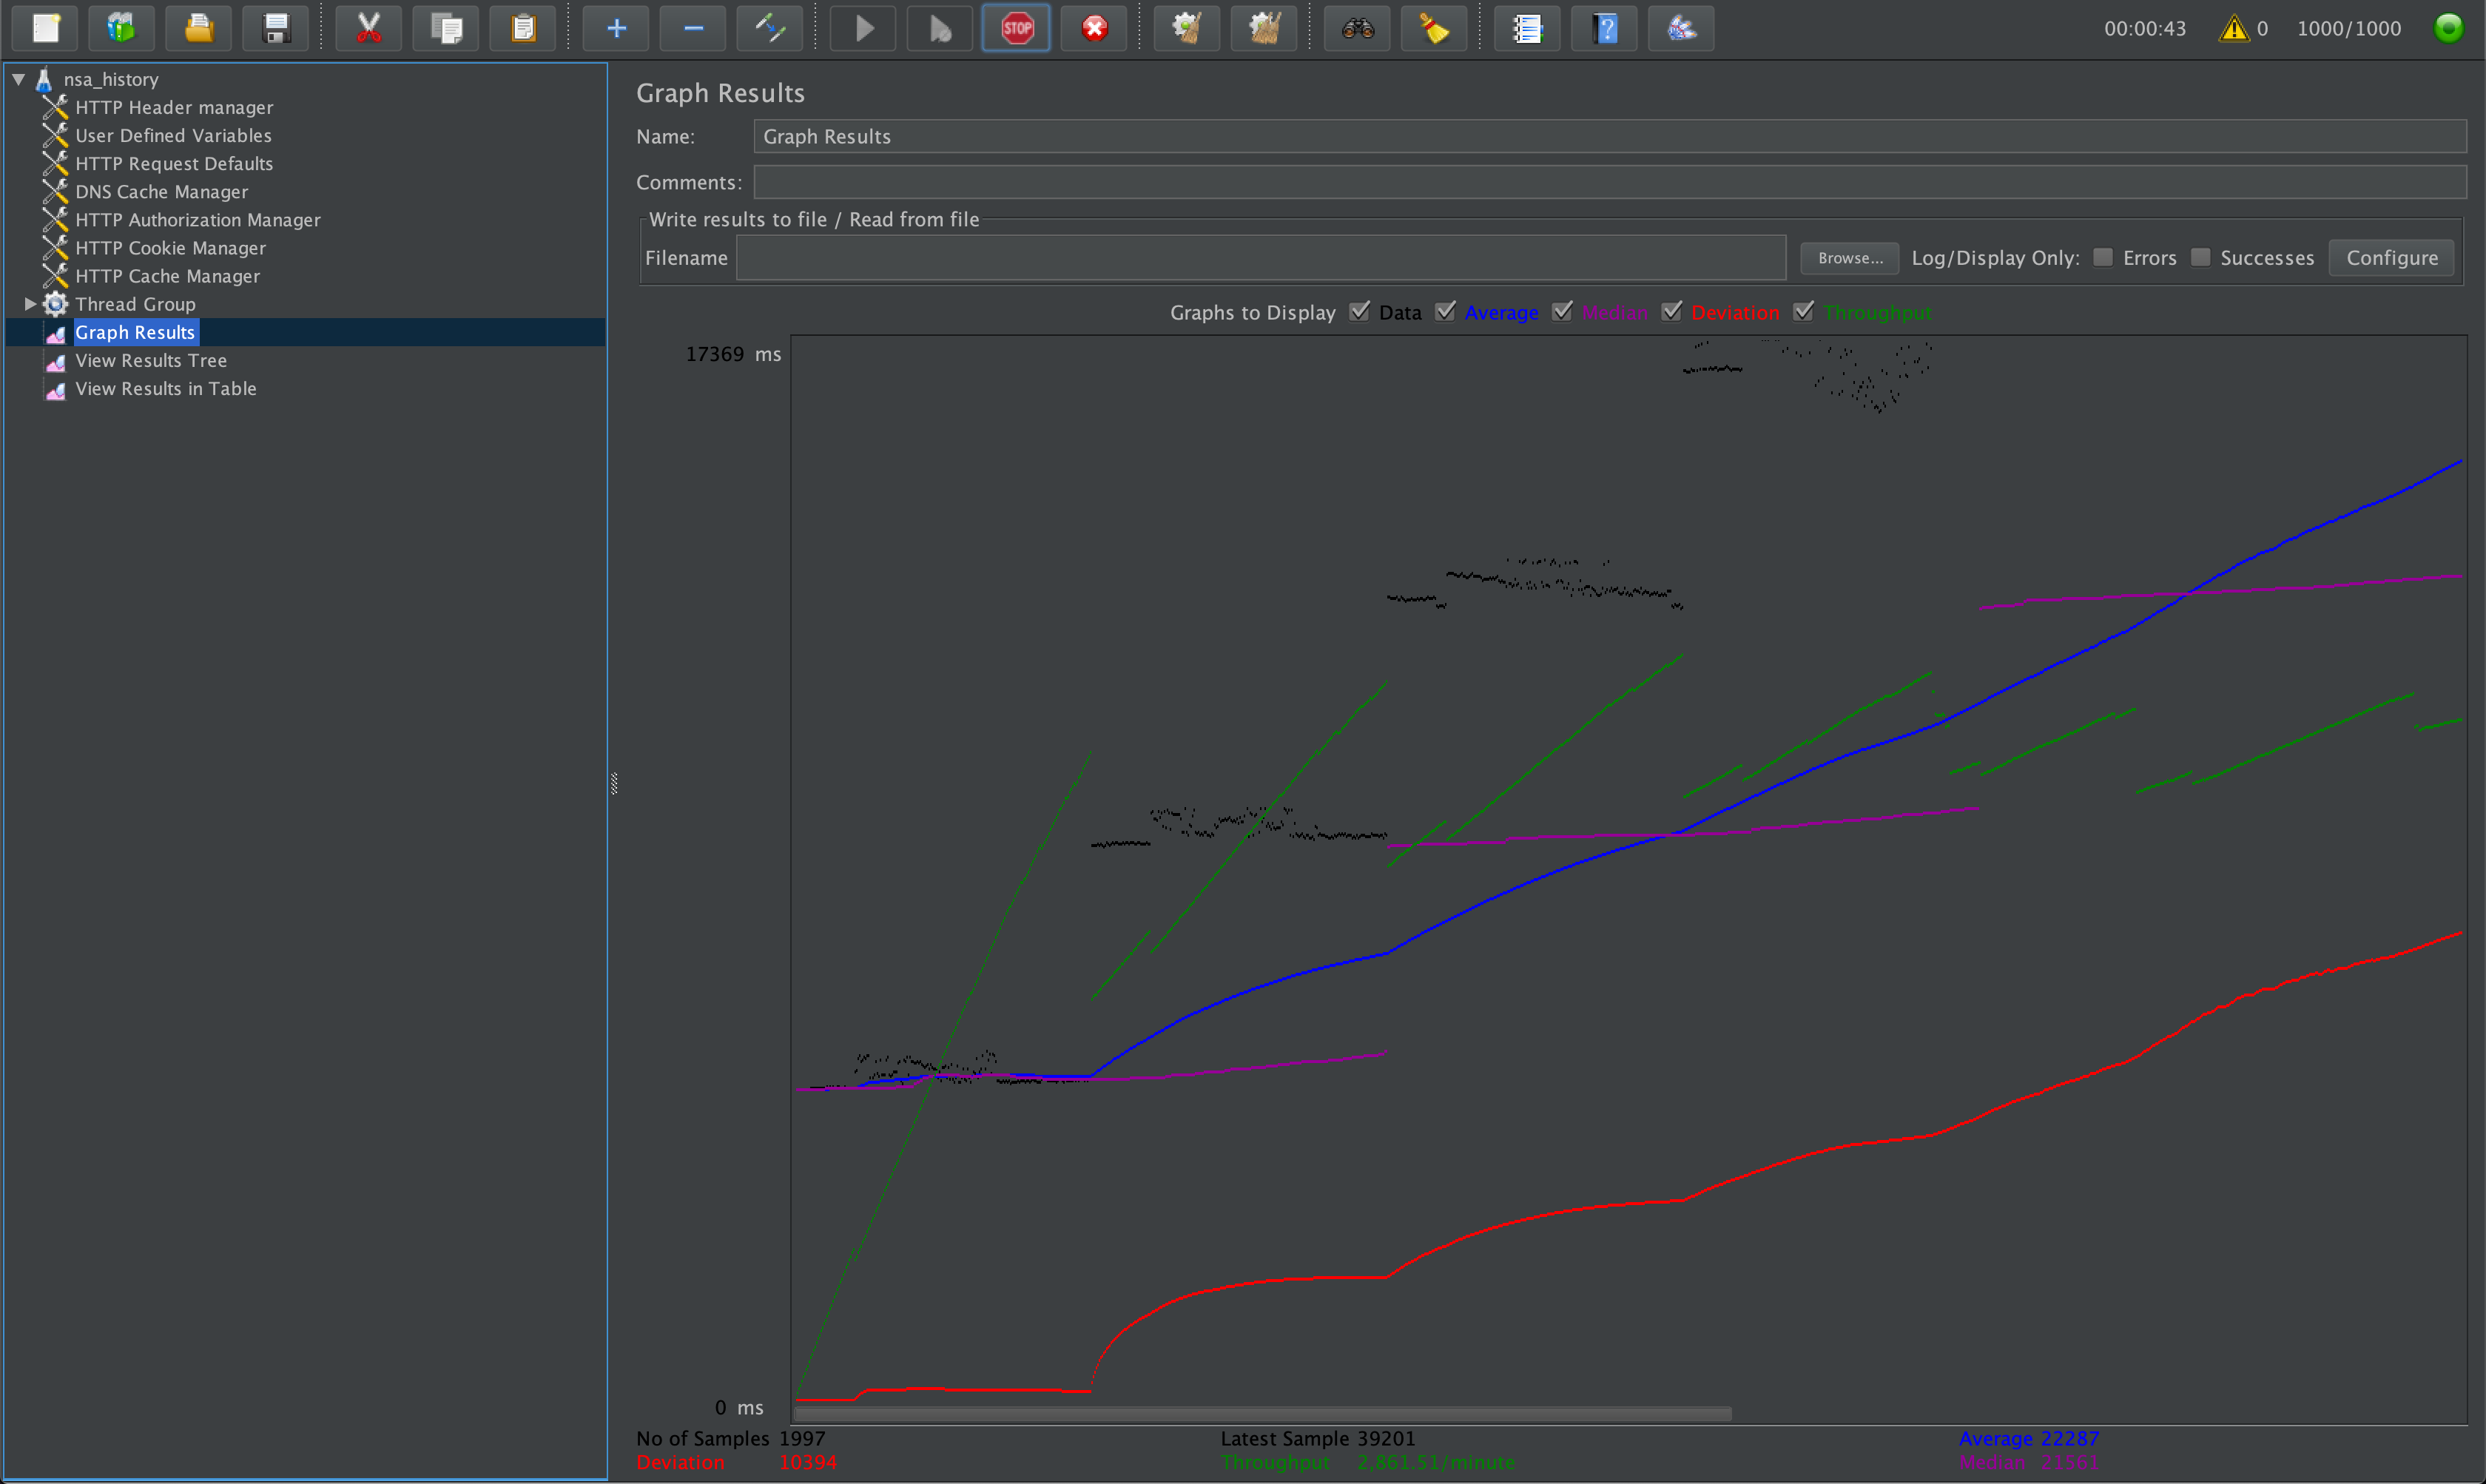 STOP
00:00:43
0
1000/1000
nsa_history
HTTP Header manager
User Defined Variables
HTTP Request Defaults
DNS Cache Manager
HTTP Authorization Manager
HTTP Cookie Manager
HTTP Cache Manager
Thread Group
Graph Results
View Results Tree
View Results in Table
Graph Results
Name: Graph Results
Comments:
Write results to file / Read from file
Filename Browse... Log/Display Only: Errors Successes Configure
Graphs to Display Data Average Median Deviation Throughput
17369 ms
0 ms
No of Samples 1997 Latest Sample 39201 Average 22287
Deviation 10394 Throughput 2,861.51/minute Median 21561